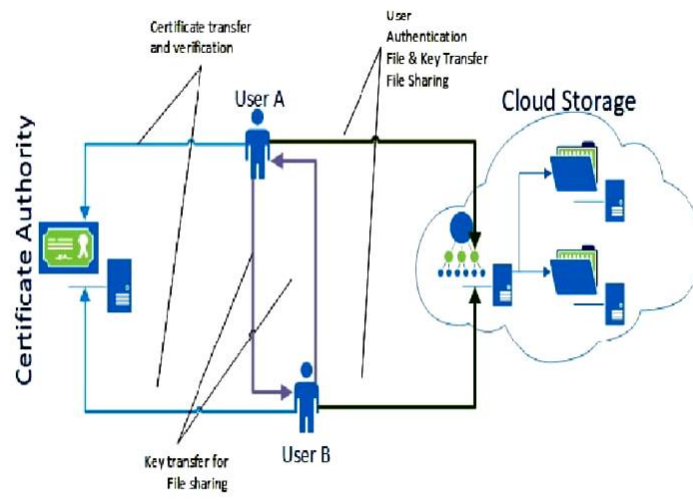 Certificate transfer
and verification
User
Authentication
File & Key Transfer
File Sharing
User A
Cloud Storage
Certificate Authority
User B
Key transfer for
File sharing